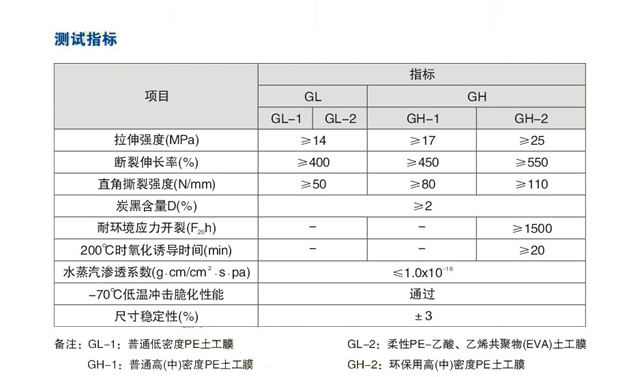 测试指标
项目 指标
GL GH
GL-1 GL-2 GH-1 GH-2
拉伸强度(MPa) ≥14 ≥17 ≥25
断裂伸长率(%) ≥400 ≥450 ≥550
直角撕裂强度(N/mm) ≥50 ≥80 ≥110
炭黑含量D(%) ≥2
耐环境应力开裂(F₂₀h) - - ≥1500
200℃时氧化诱导时间(min) - - ≥20
水蒸汽渗透系数(g·cm/cm²·s·pa) ≤1.0x10⁻¹⁶
-70℃低温冲击脆化性能 通过
尺寸稳定性(%) ±3
备注：GL-1：普通低密度PE土工膜 GL-2：柔性PE-乙酸、乙烯共聚物(EVA)土工膜
GH-1：普通高(中)密度PE土工膜 GH-2：环保用高(中)密度PE土工膜